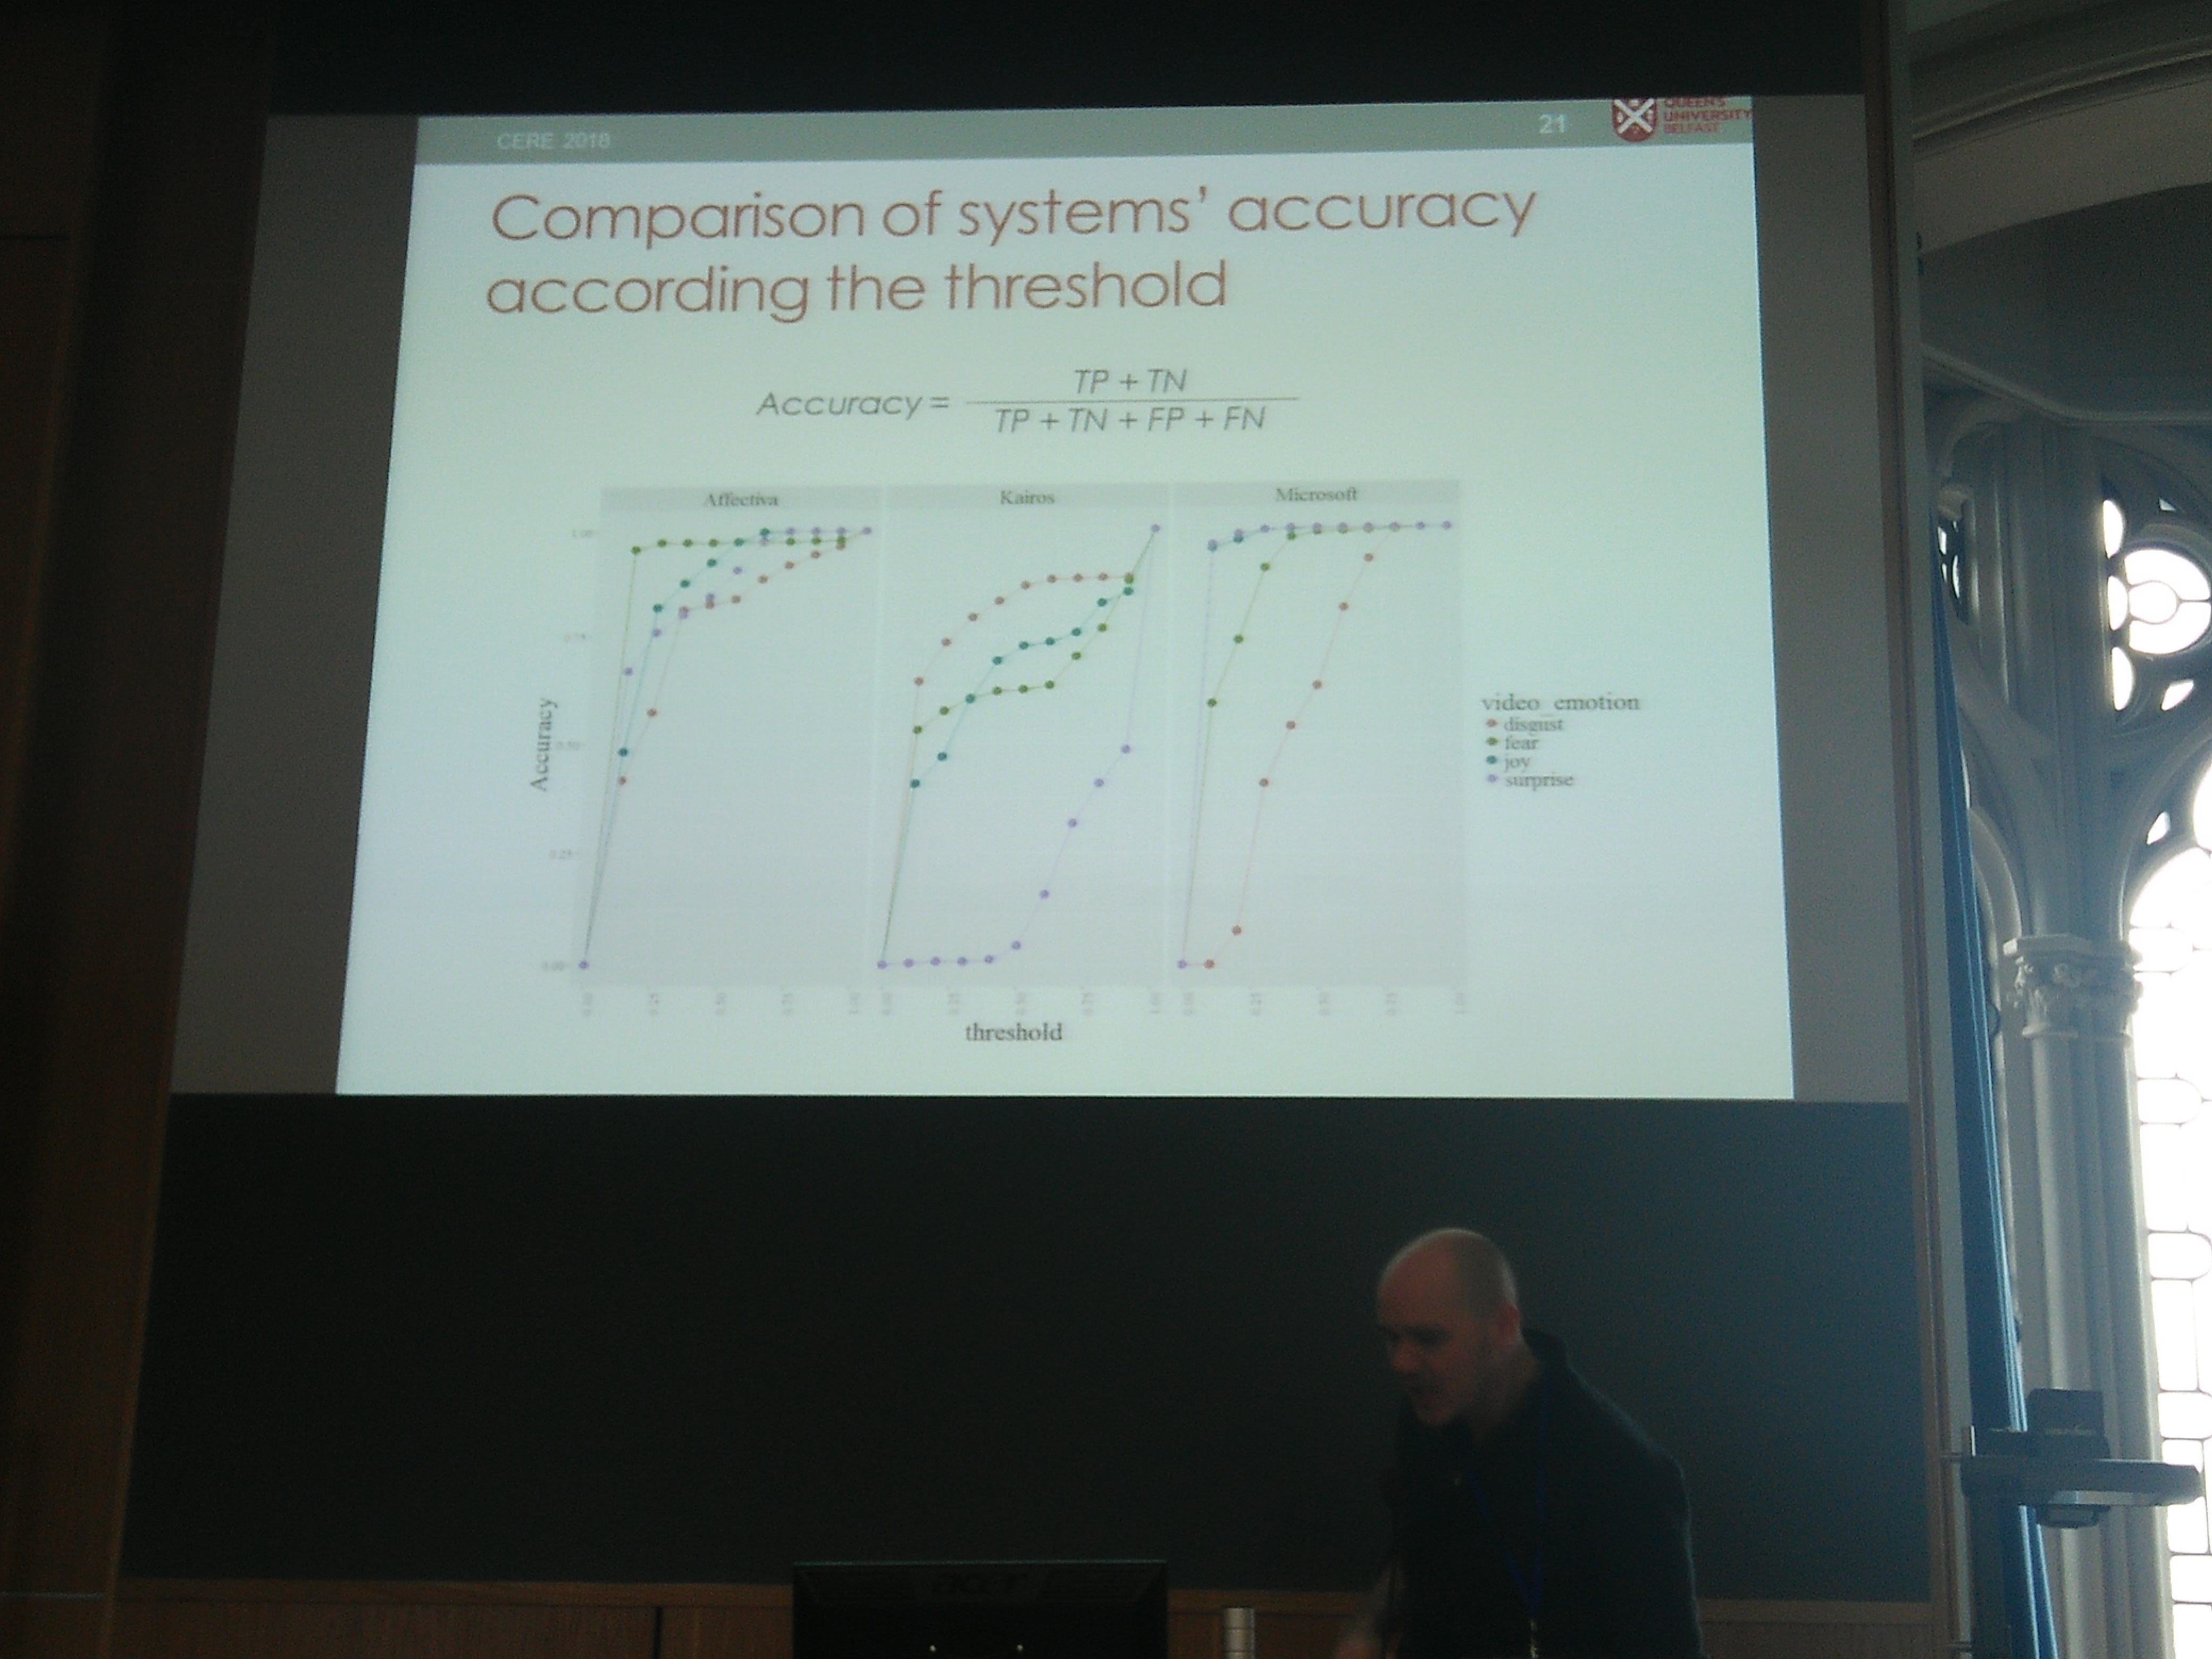 CERE 2018
21
QUEEN'S
UNIVERSITY
BELFAST
Comparison of systems' accuracy
according the threshold
Accuracy = TP + TN
TP + TN + FP + FN
Affectiva Kairos Microsoft
1.00
0.75
0.50
0.25
0.00
Accuracy
0.00 0.25 0.50 0.75 1.00 0.00 0.25 0.50 0.75 1.00 0.00 0.25 0.50 0.75 1.00
threshold
video_emotion
disgust
fear
joy
surprise
acer